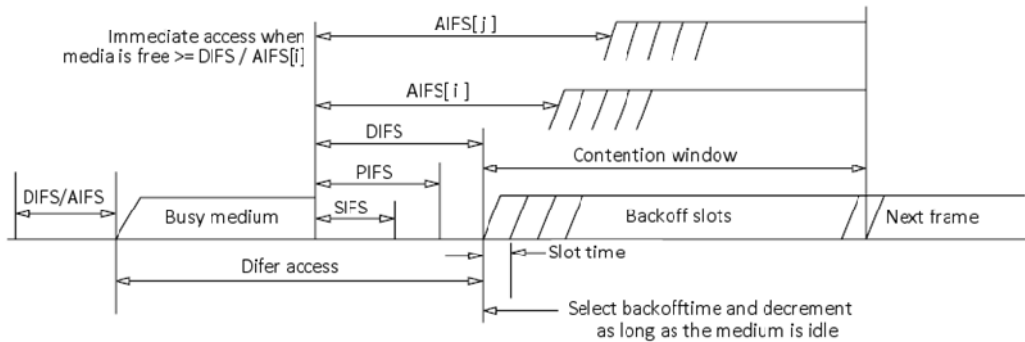 AIFS[j]
Immeciate access when
media is free >= DIFS / AIFS[i]
AIFS[i]
DIFS
Contention window
PIFS
DIFS/AIFS
Busy medium
SIFS
Backoff slots
Next frame
Slot time
Difer access
Select backofftime and decrement
as long as the medium is idle